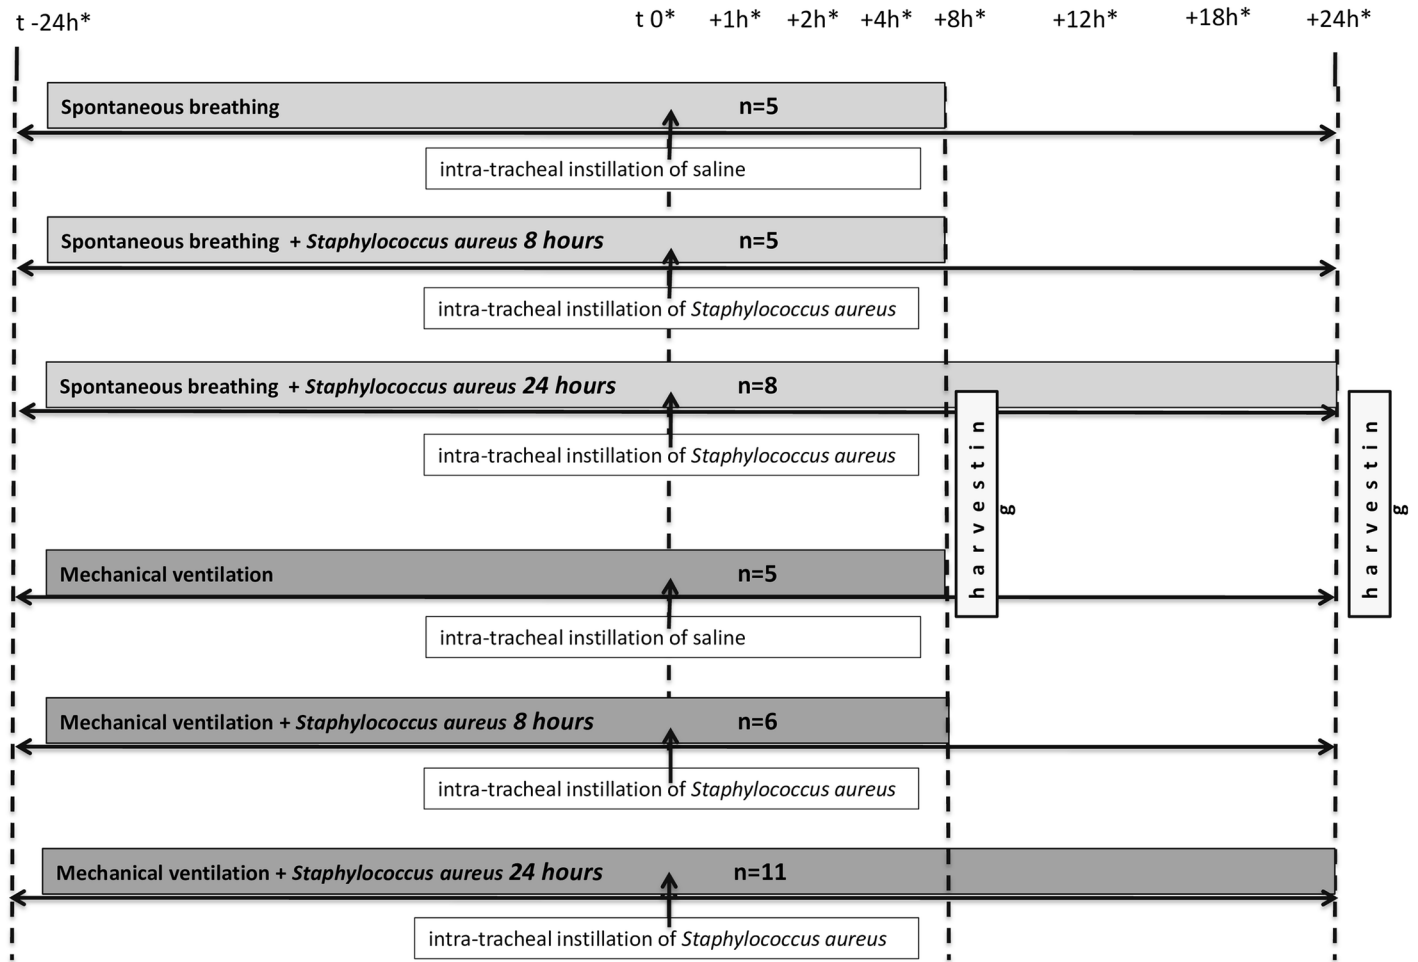 t -24h* t 0* +1h* +2h* +4h* +8h* +12h* +18h* +24h*
Spontaneous breathing n=5
intra-tracheal instillation of saline
Spontaneous breathing + Staphylococcus aureus 8 hours n=5
intra-tracheal instillation of Staphylococcus aureus
Spontaneous breathing + Staphylococcus aureus 24 hours n=8
intra-tracheal instillation of Staphylococcus aureus
harvestin
g
harvestin
g
Mechanical ventilation n=5
intra-tracheal instillation of saline
Mechanical ventilation + Staphylococcus aureus 8 hours n=6
intra-tracheal instillation of Staphylococcus aureus
Mechanical ventilation + Staphylococcus aureus 24 hours n=11
intra-tracheal instillation of Staphylococcus aureus